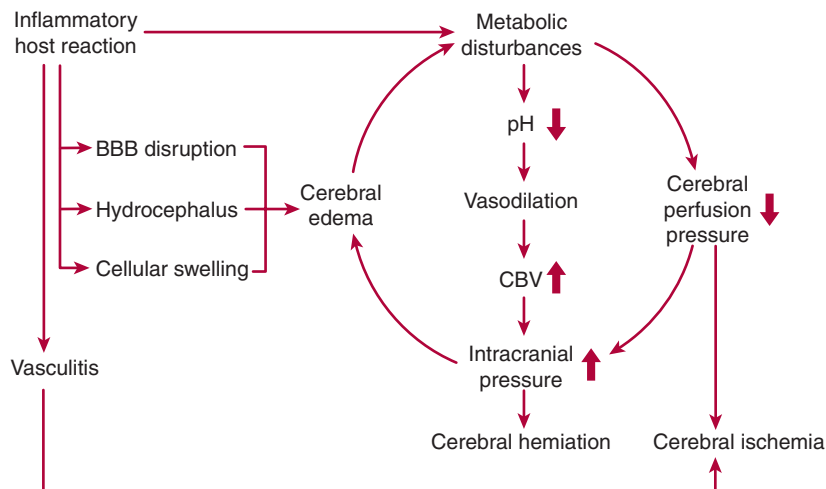 Inflammatory
host reaction
Metabolic
disturbances
pH
BBB disruption
Hydrocephalus
Cellular swelling
Cerebral
edema
Vasodilation
Cerebral
perfusion
pressure
CBV
Intracranial
pressure
Vasculitis
Cerebral hemiation
Cerebral ischemia